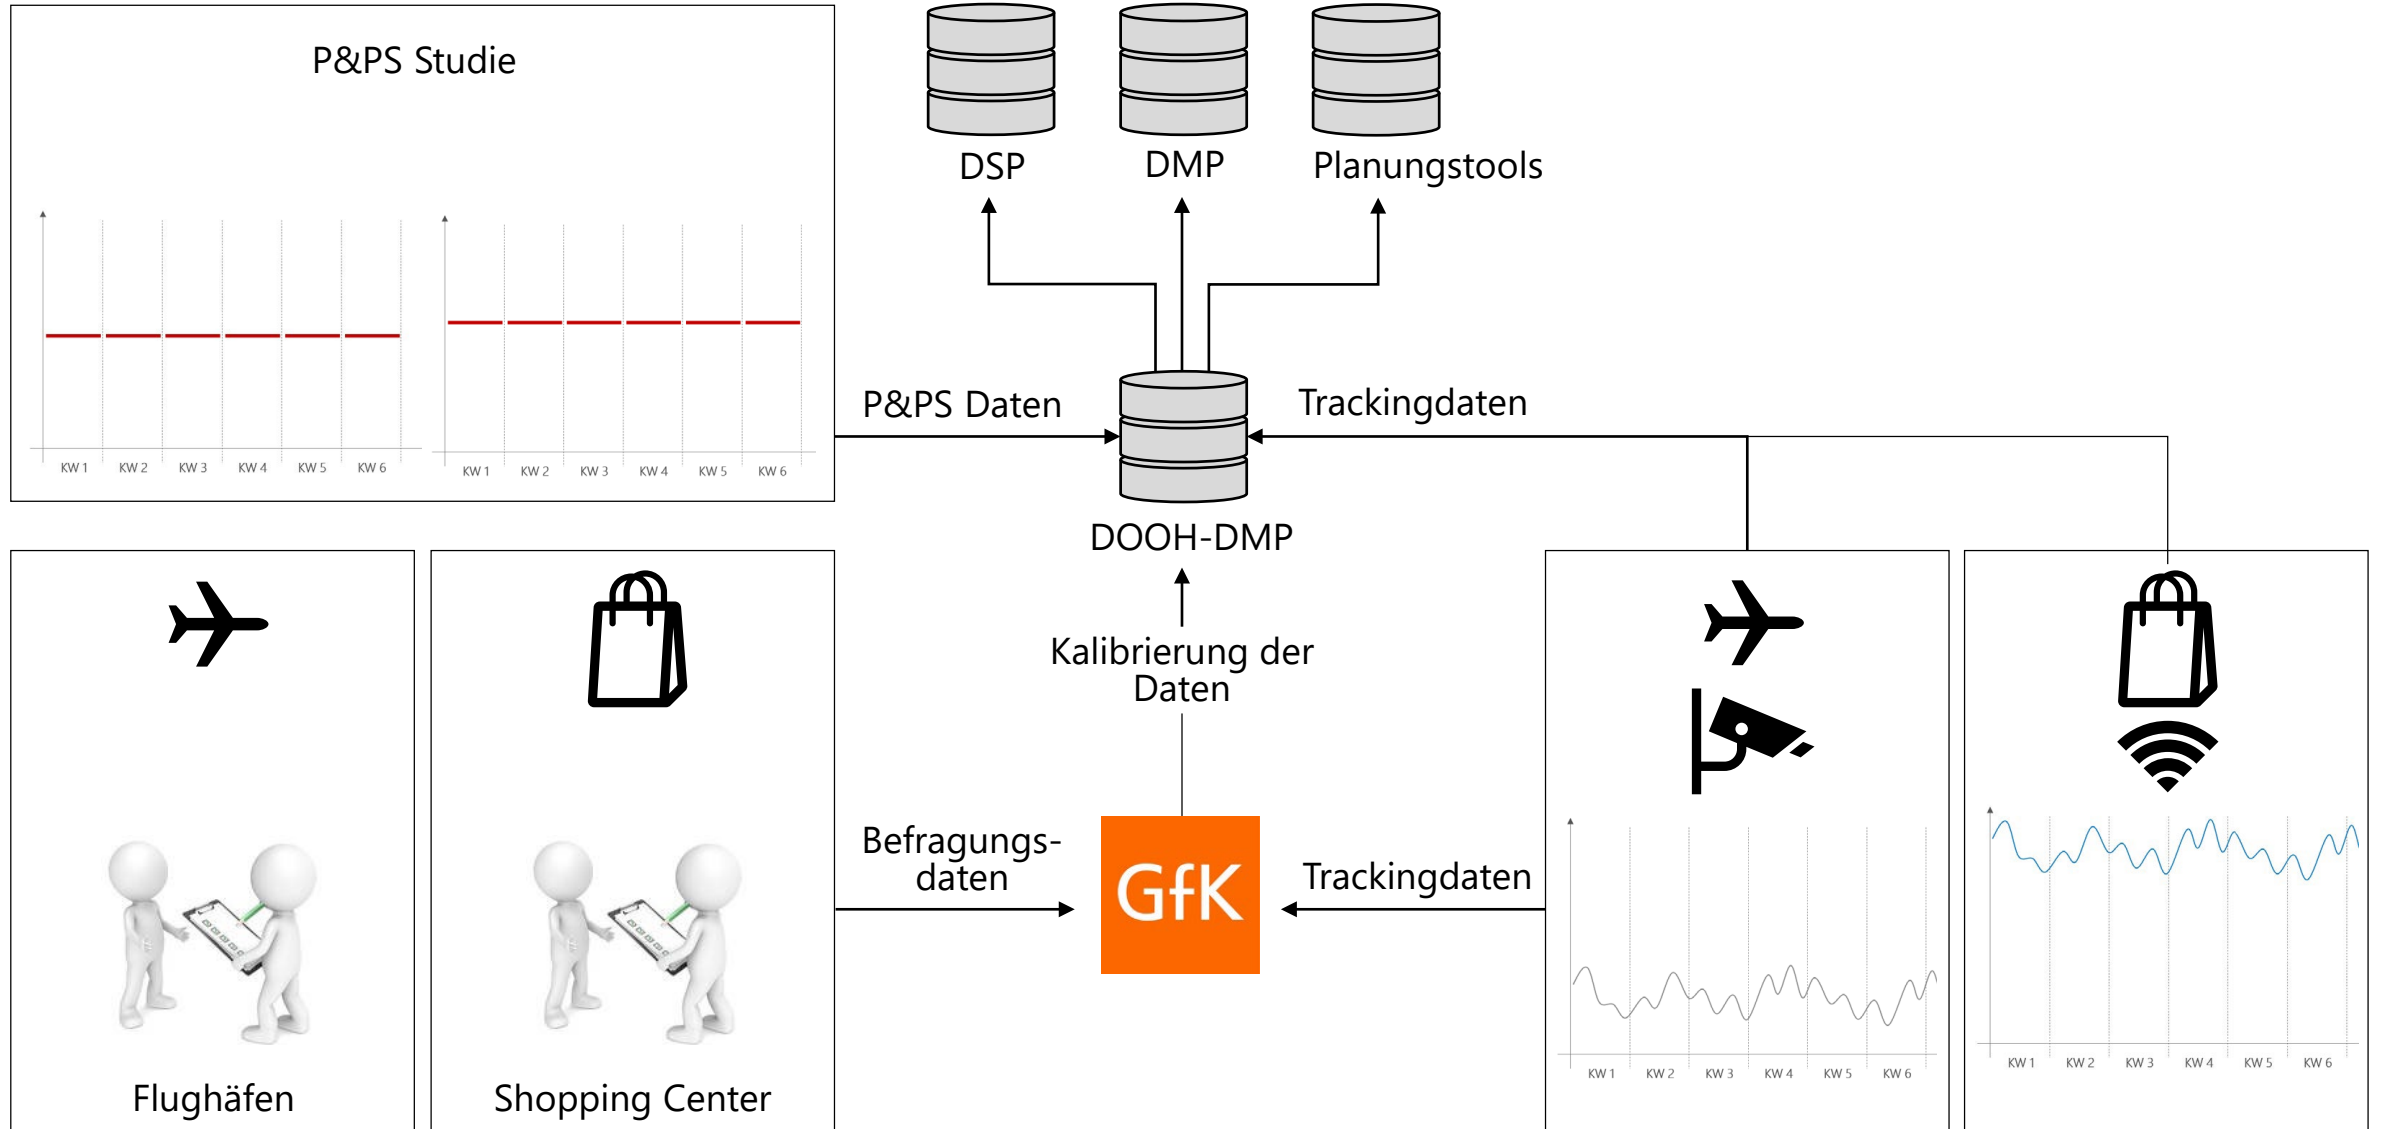 P&PS Studie
KW 1 KW 2 KW 3 KW 4 KW 5 KW 6
KW 1 KW 2 KW 3 KW 4 KW 5 KW 6
DSP
DMP
Planungstools
P&PS Daten
Trackingdaten
DOOH-DMP
Kalibrierung der
Daten
Flughäfen
Shopping Center
Befragungs-
daten
GfK
Trackingdaten
KW 1 KW 2 KW 3 KW 4 KW 5 KW 6
KW 1 KW 2 KW 3 KW 4 KW 5 KW 6